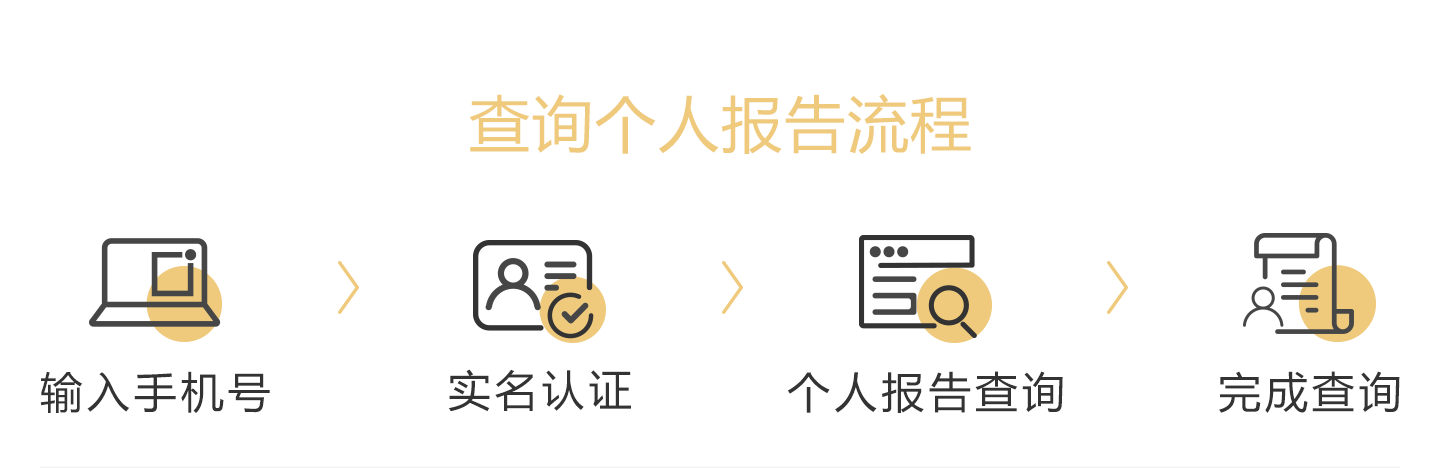 查询个人报告流程
输入手机号
实名认证
个人报告查询
完成查询